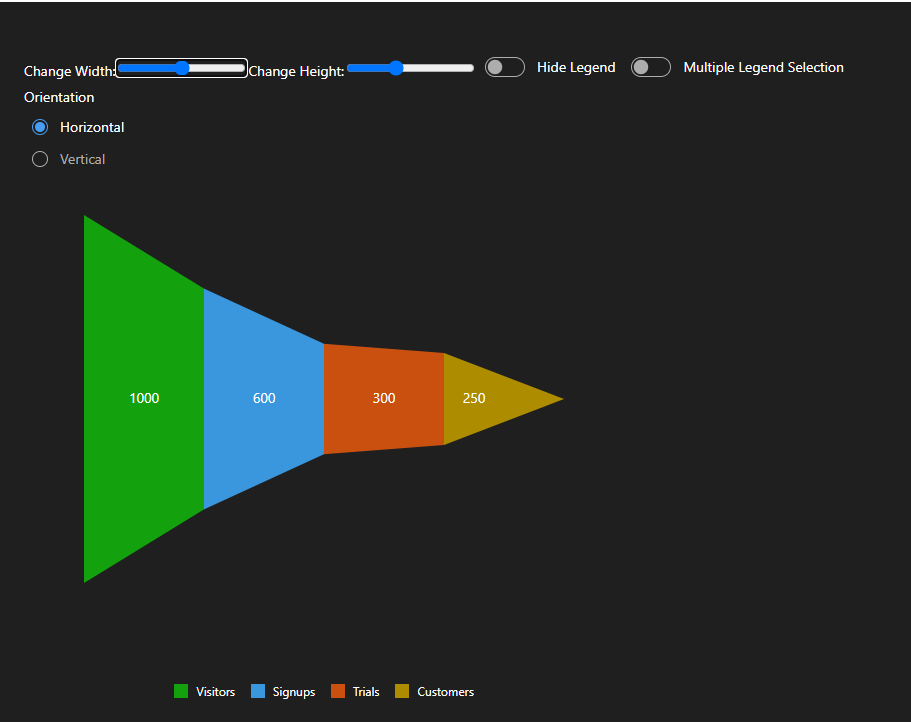 Change Width: Change Height: Hide Legend Multiple Legend Selection
Orientation
Horizontal
Vertical
1000 600 300 250
Visitors Signups Trials Customers